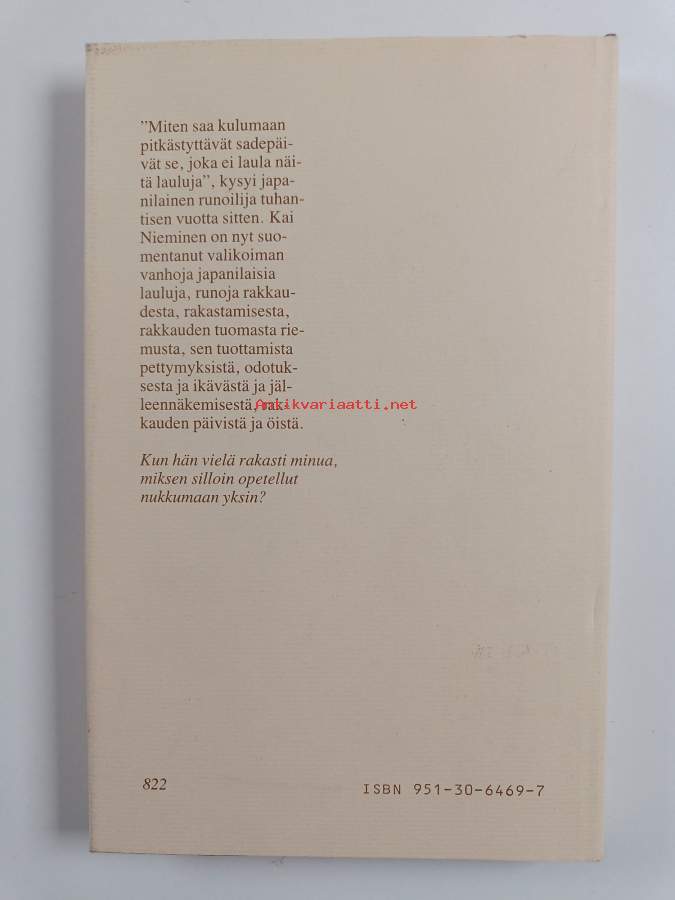 ”Miten saa kulumaan
pitkästyttävät sadepäi-
vät se, joka ei laula näi-
tä lauluja”, kysyi japa-
nilainen runoilija tuhan-
tisen vuotta sitten. Kai
Nieminen on nyt suo-
mentanut valikoiman
vanhoja japanilaisia
lauluja, runoja rakkau-
desta, rakastamisesta,
rakkauden tuomasta rie-
musta, sen tuottamista
pettymyksistä, odotuk-
sesta ja ikävästä ja jäl-
leennäkemisestä, rak-
kauden päivistä ja öistä.
Antikvariaatti.net
Kun hän vielä rakasti minua,
miksen silloin opetellut
nukkumaan yksin?
822
ISBN 951-30-6469-7